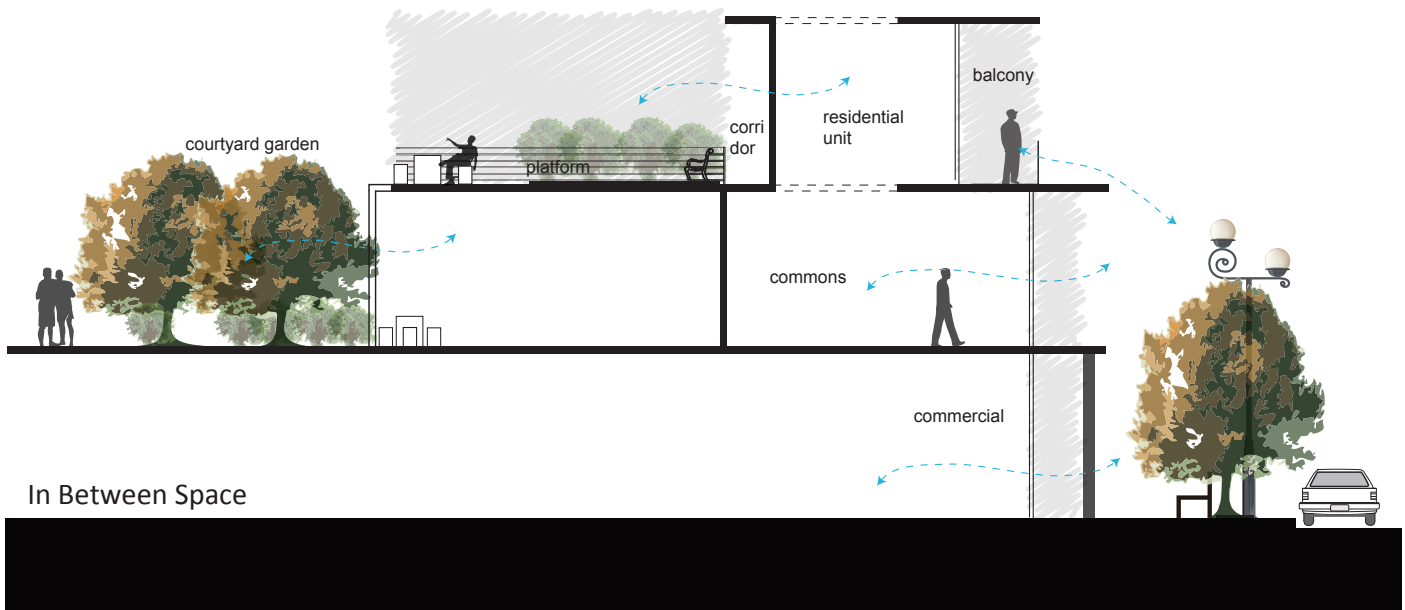 balcony
corri
dor
residential
unit
courtyard garden
platform
commons
commercial
In Between Space